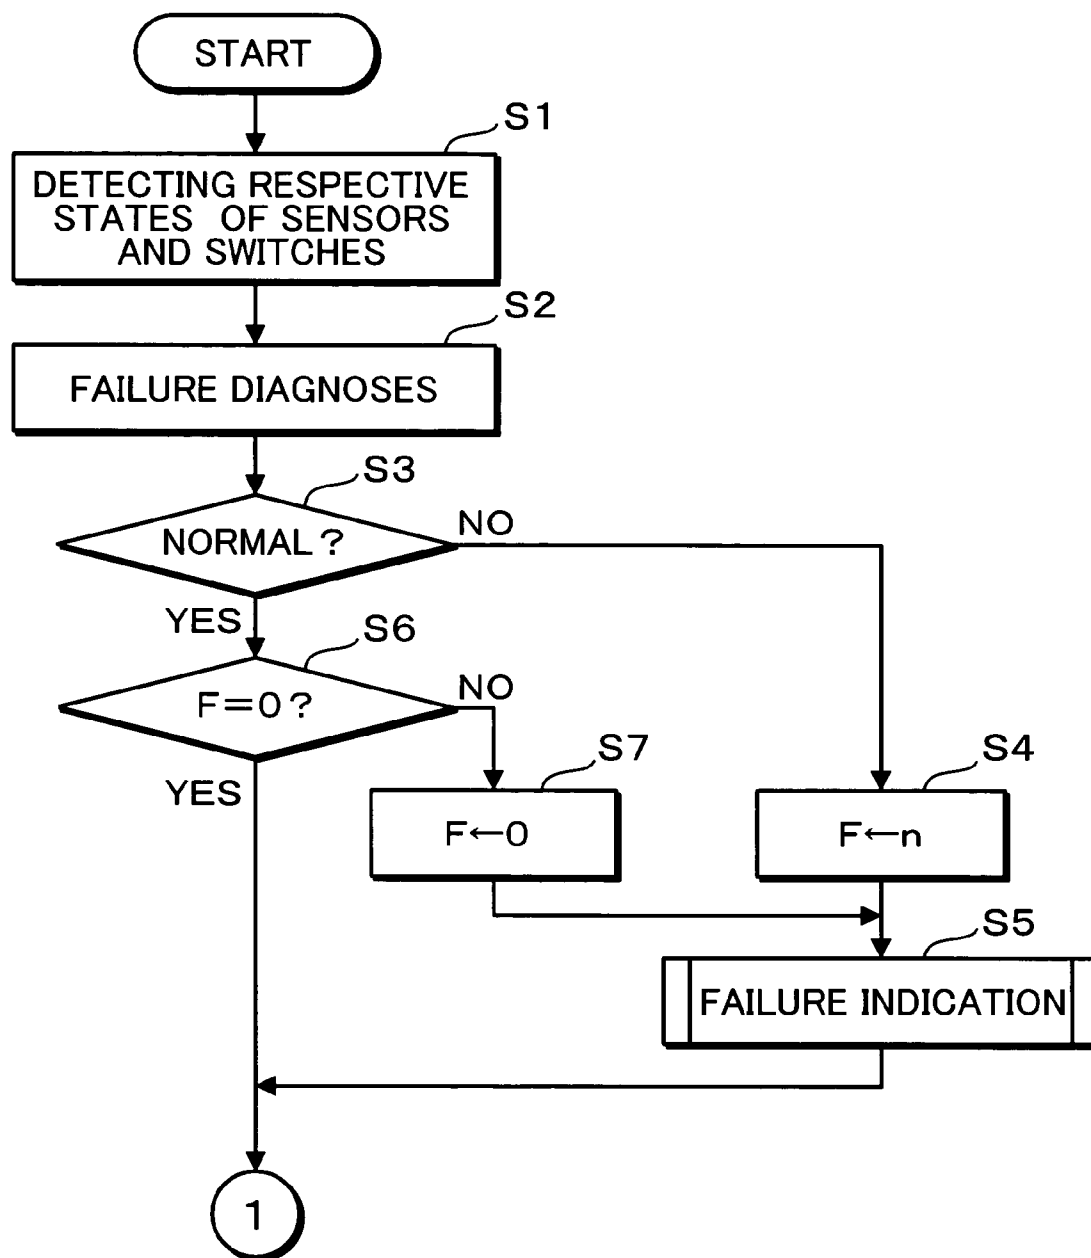 START
S1
DETECTING RESPECTIVE
STATES OF SENSORS
AND SWITCHES
S2
FAILURE DIAGNOSES
S3
NORMAL?
NO
YES
S6
F=0?
NO
YES
S7
F←0
S4
F←n
S5
FAILURE INDICATION
1